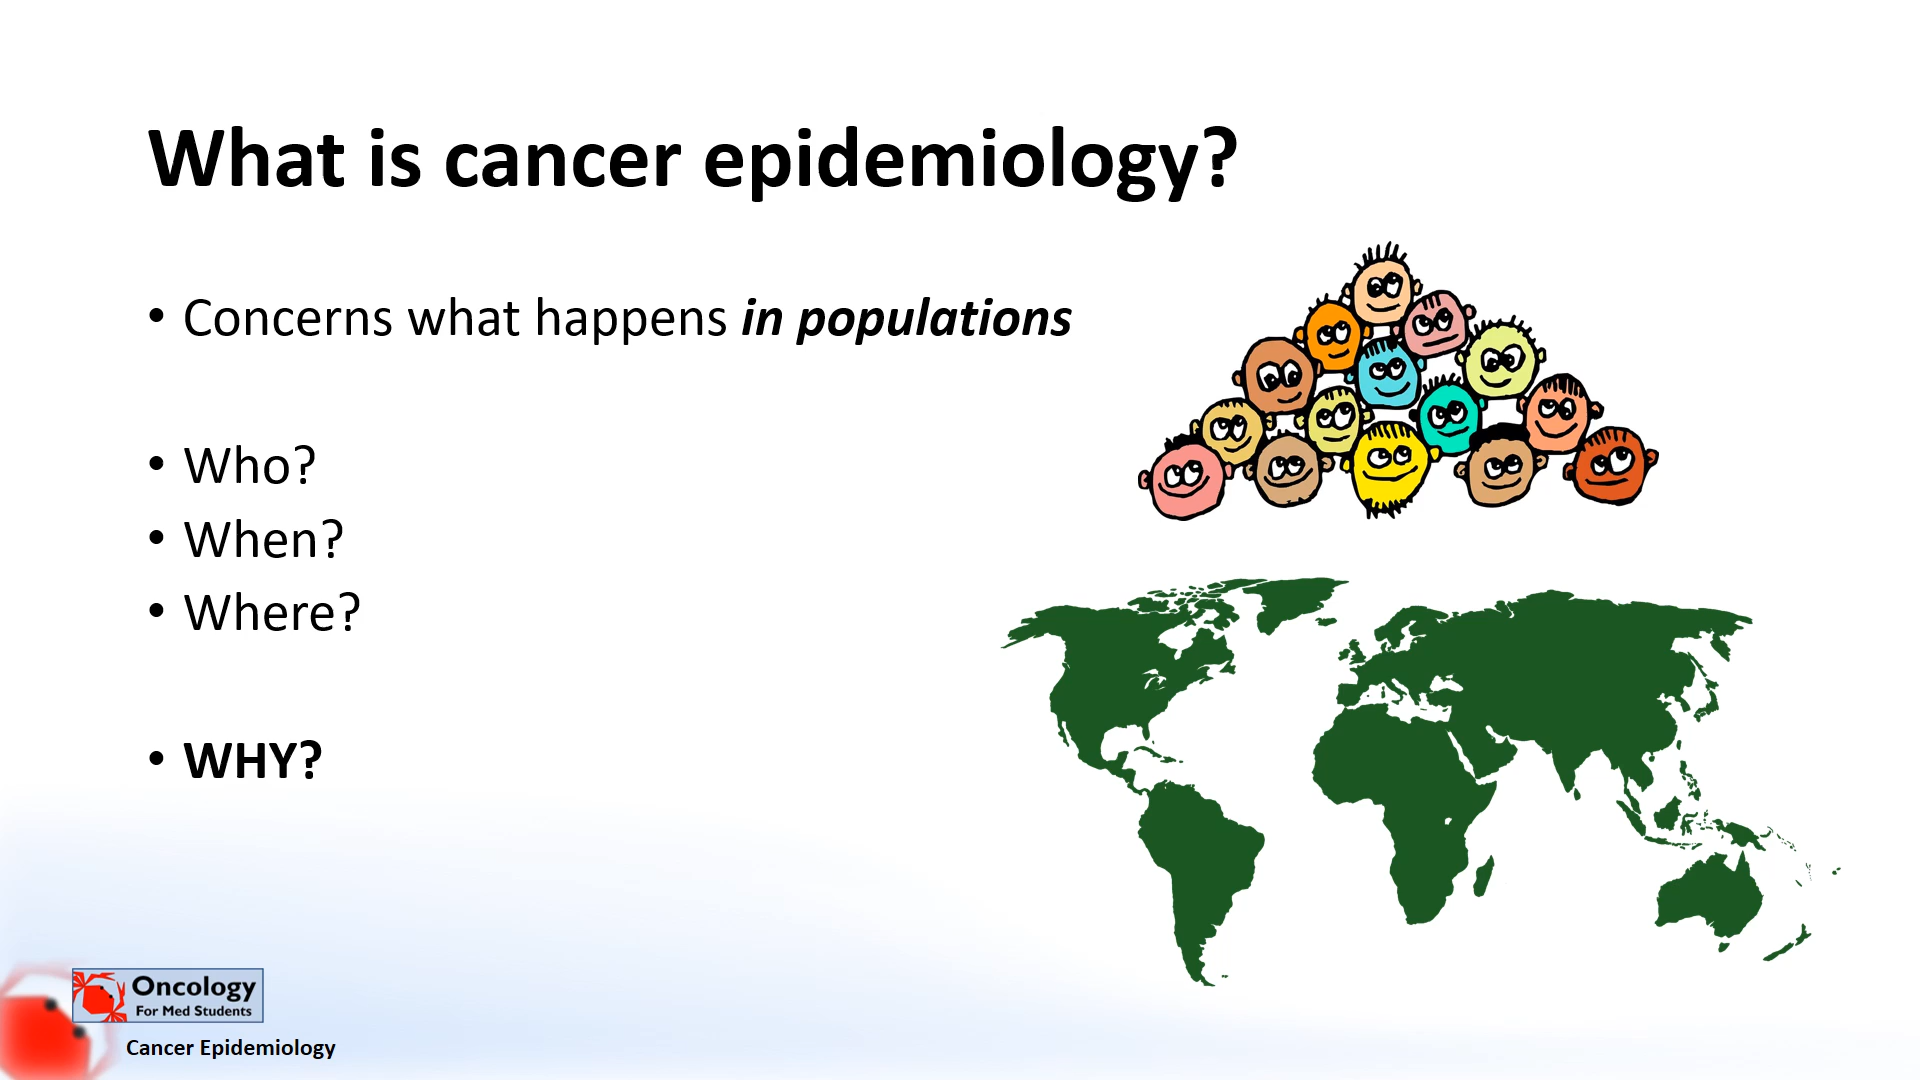 What is cancer epidemiology?
• Concerns what happens in populations
• Who?
• When?
• Where?
• WHY?
Oncology
For Med Students
Cancer Epidemiology